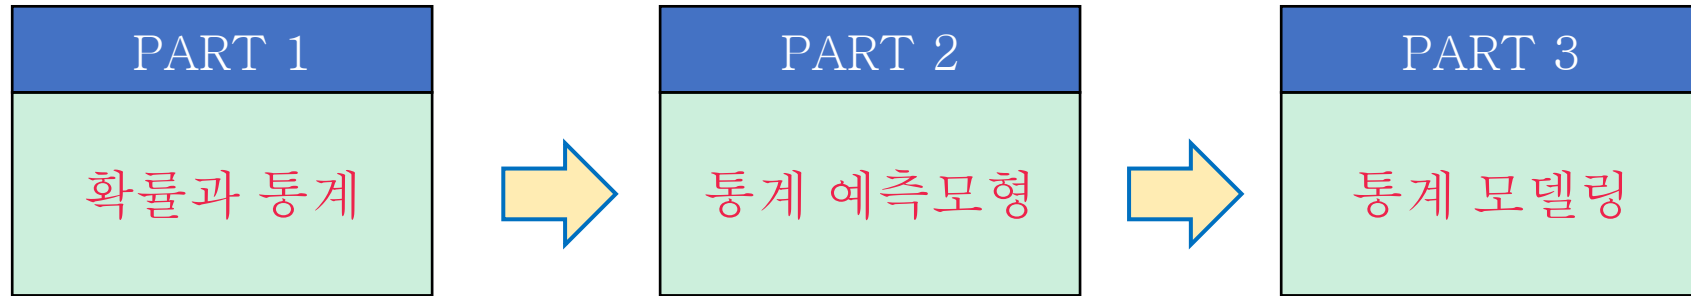 PART 1
확률과 통계
PART 2
통계 예측모형
PART 3
통계 모델링